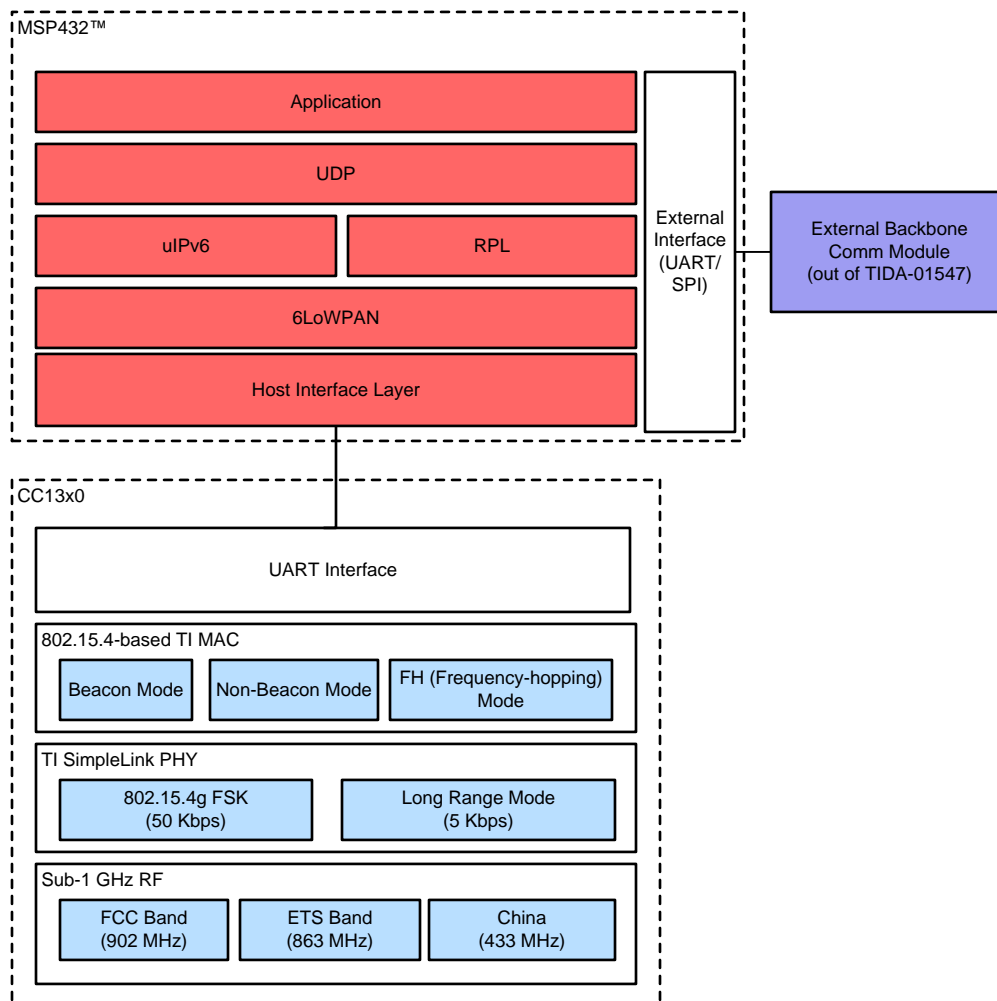 MSP432™
Application
UDP
uIPv6
RPL
6LoWPAN
Host Interface Layer
External
Interface
(UART/
SPI)
External Backbone
Comm Module
(out of TIDA-01547)
CC13x0
UART Interface
802.15.4-based TI MAC
Beacon Mode
Non-Beacon Mode
FH (Frequency-hopping)
Mode
TI SimpleLink PHY
802.15.4g FSK
(50 Kbps)
Long Range Mode
(5 Kbps)
Sub-1 GHz RF
FCC Band
(902 MHz)
ETS Band
(863 MHz)
China
(433 MHz)